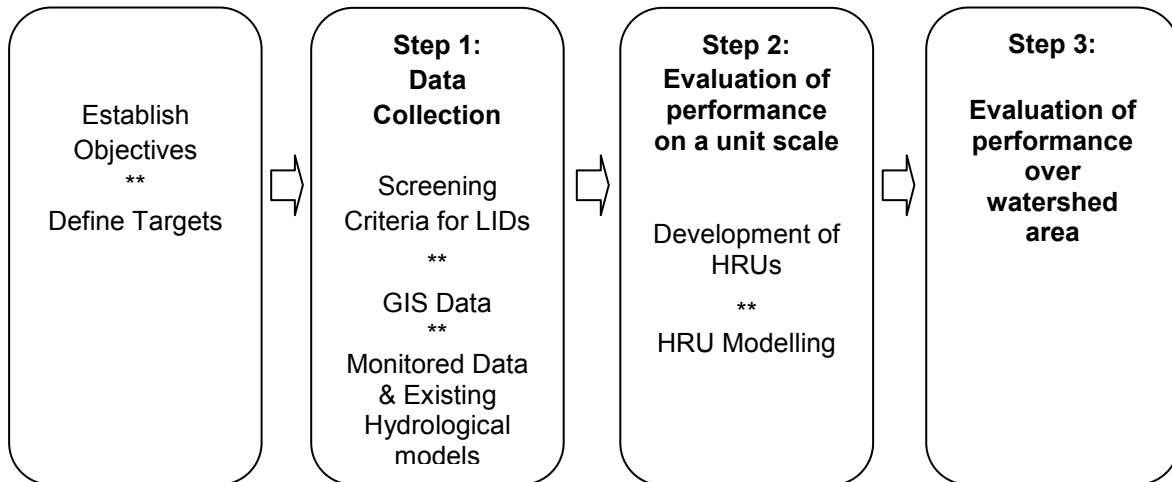 Establish
Objectives
**
Define Targets
Step 1:
Data
Collection
Screening
Criteria for LIDs
**
GIS Data
**
Monitored Data
& Existing
Hydrological
models
Step 2:
Evaluation of
performance
on a unit scale
Development of
HRUs
**
HRU Modelling
Step 3:
Evaluation of
performance
over
watershed
area